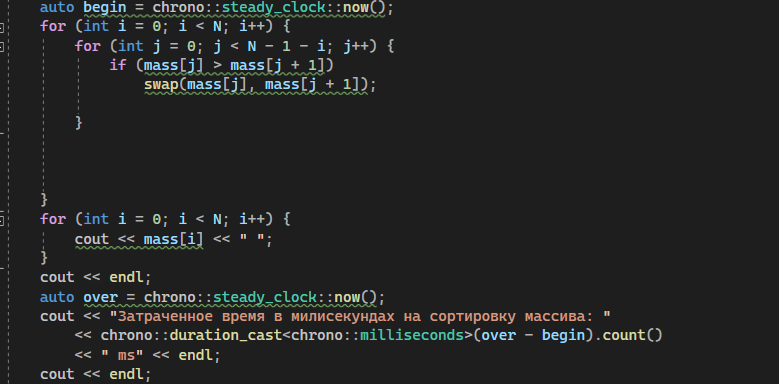 auto begin = chrono::steady_clock::now();
for (int i = 0; i < N; i++) {
for (int j = 0; j < N - 1 - i; j++) {
if (mass[j] > mass[j + 1])
swap(mass[j], mass[j + 1]);
}
}
for (int i = 0; i < N; i++) {
cout << mass[i] << " ";
}
cout << endl;
auto over = chrono::steady_clock::now();
cout << "Затраченное время в милисекундах на сортировку массива: "
<< chrono::duration_cast<chrono::milliseconds>(over - begin).count()
<< " ms" << endl;
cout << endl;